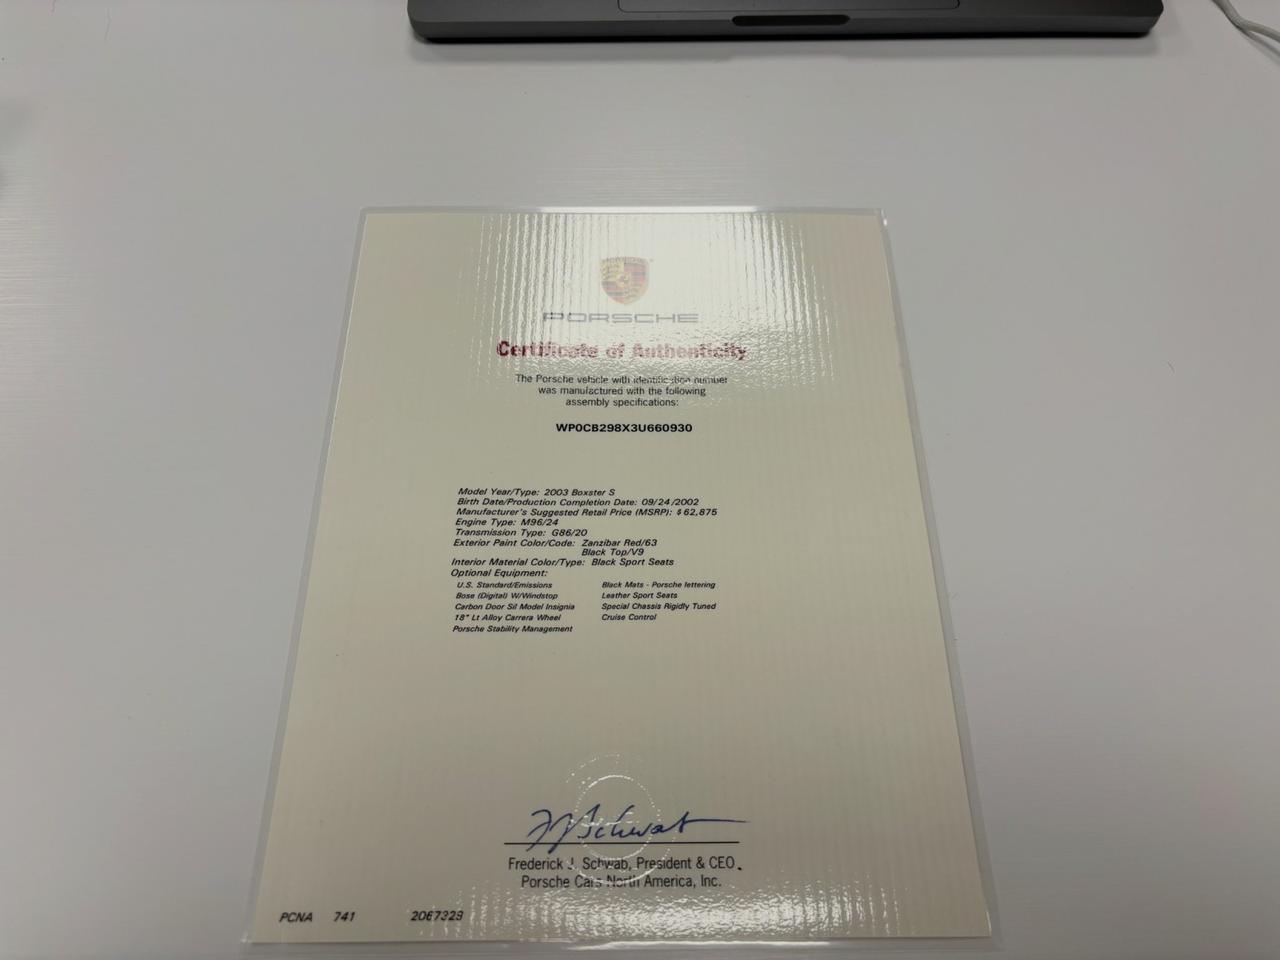 PORSCHE
Certificate of Authenticity
The Porsche vehicle with identification number
was manufactured with the following
assembly specifications:
WP0CB298X3U660930
Model Year/Type: 2003 Boxster S
Birth Date/Production Completion Date: 09/24/2002
Manufacturer's Suggested Retail Price (MSRP): $62,875
Engine Type: M96/24
Transmission Type: G86/20
Exterior Paint Color/Code: Zanzibar Red/63
Black Top/V9
Interior Material Color/Type: Black Sport Seats
Optional Equipment:
U.S. Standard/Emissions Black Mats - Porsche lettering
Bose (Digital) W/Windstop Leather Sport Seats
Carbon Door Sil Model Insignia Special Chassis Rigidly Tuned
18" Lt Alloy Carrera Wheel Cruise Control
Porsche Stability Management
Frederick J. Schwab, President & CEO
Porsche Cars North America, Inc.
PCNA 741 2067329